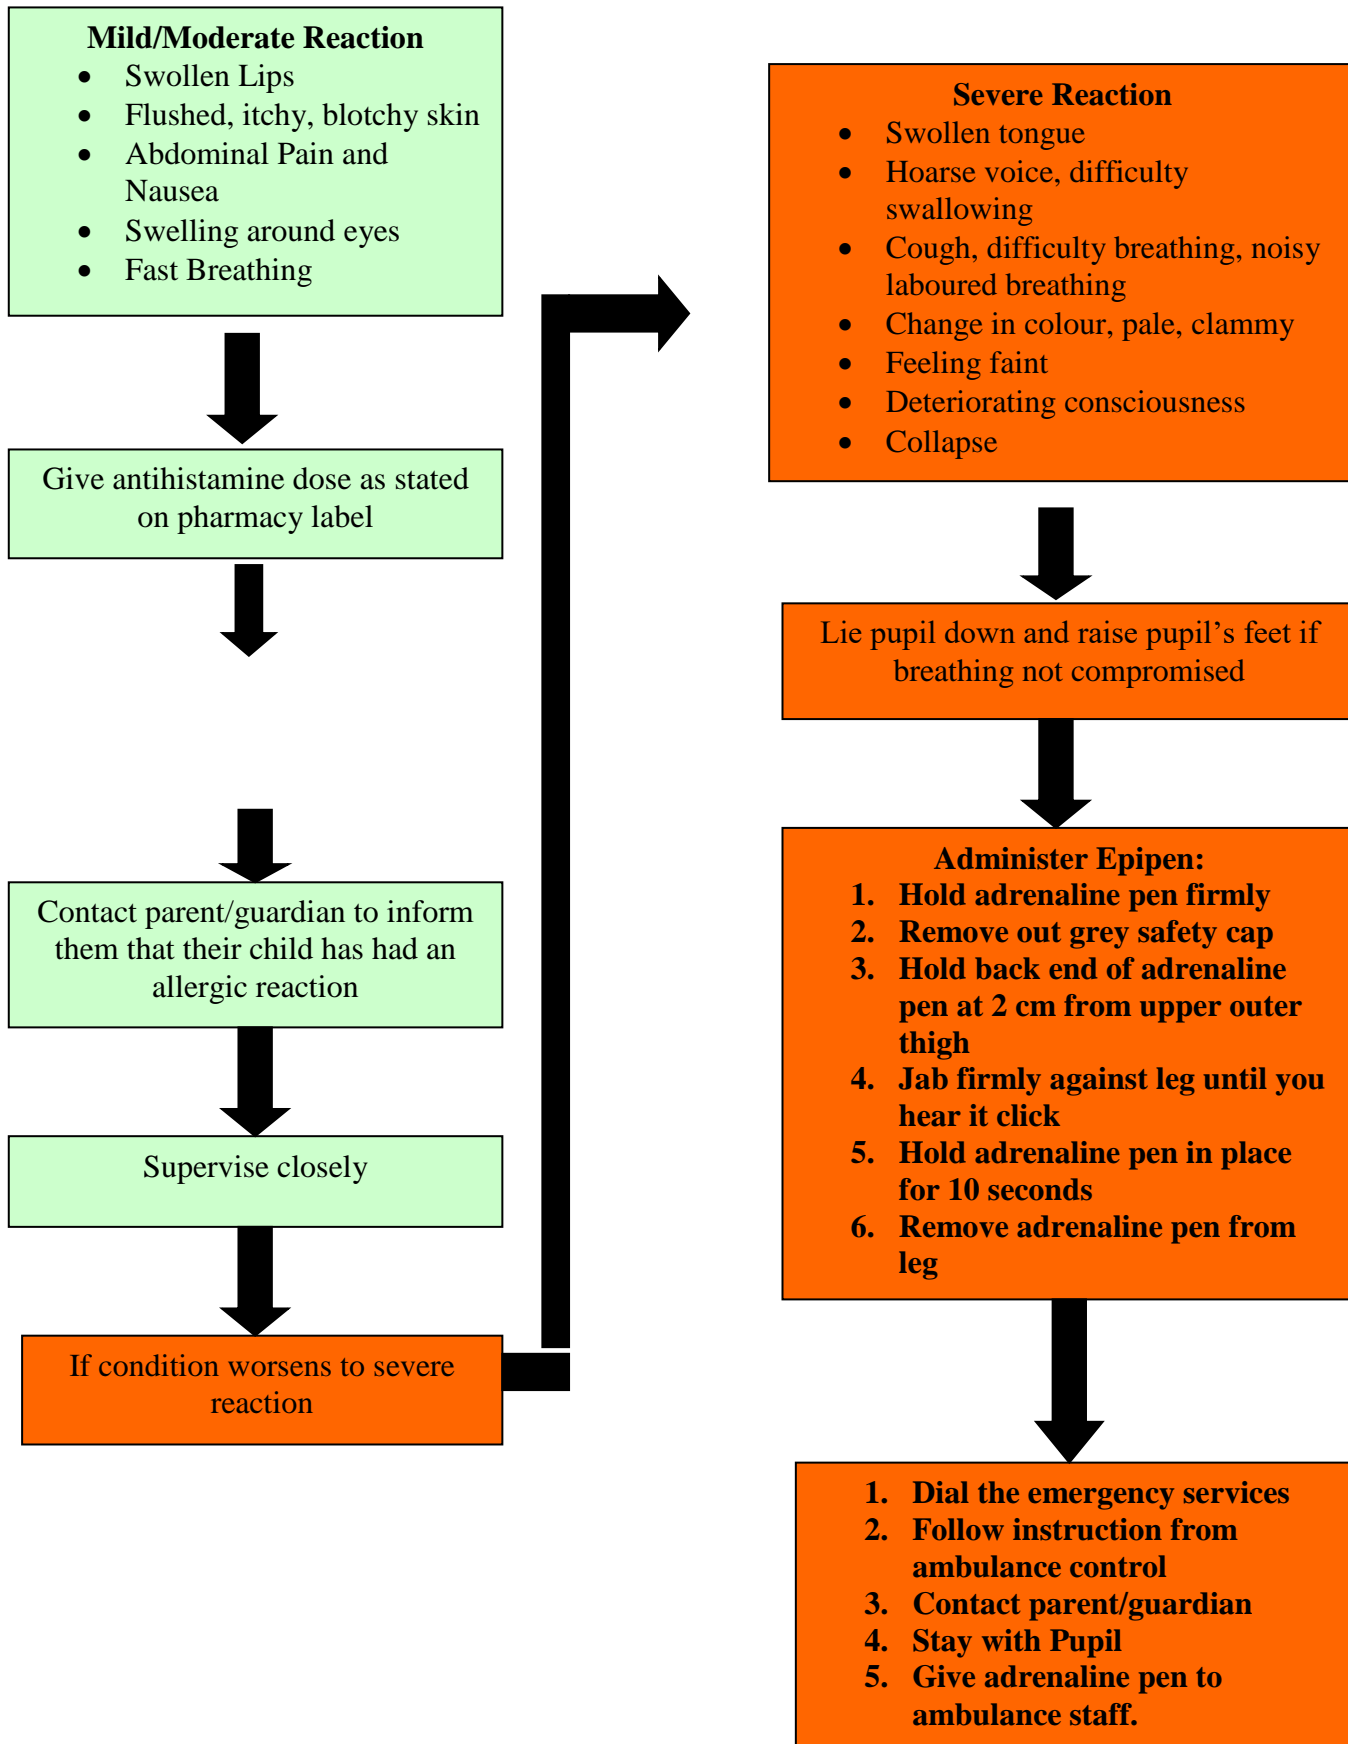 Mild/Moderate Reaction
• Swollen Lips
• Flushed, itchy, blotchy skin
• Abdominal Pain and
Nausea
• Swelling around eyes
• Fast Breathing
Give antihistamine dose as stated
on pharmacy label
Contact parent/guardian to inform
them that their child has had an
allergic reaction
Supervise closely
If condition worsens to severe
reaction
Severe Reaction
• Swollen tongue
• Hoarse voice, difficulty
swallowing
• Cough, difficulty breathing, noisy
laboured breathing
• Change in colour, pale, clammy
• Feeling faint
• Deteriorating consciousness
• Collapse
Lie pupil down and raise pupil’s feet if
breathing not compromised
Administer Epipen:
1. Hold adrenaline pen firmly
2. Remove out grey safety cap
3. Hold back end of adrenaline
pen at 2 cm from upper outer
thigh
4. Jab firmly against leg until you
hear it click
5. Hold adrenaline pen in place
for 10 seconds
6. Remove adrenaline pen from
leg
1. Dial the emergency services
2. Follow instruction from
ambulance control
3. Contact parent/guardian
4. Stay with Pupil
5. Give adrenaline pen to
ambulance staff.